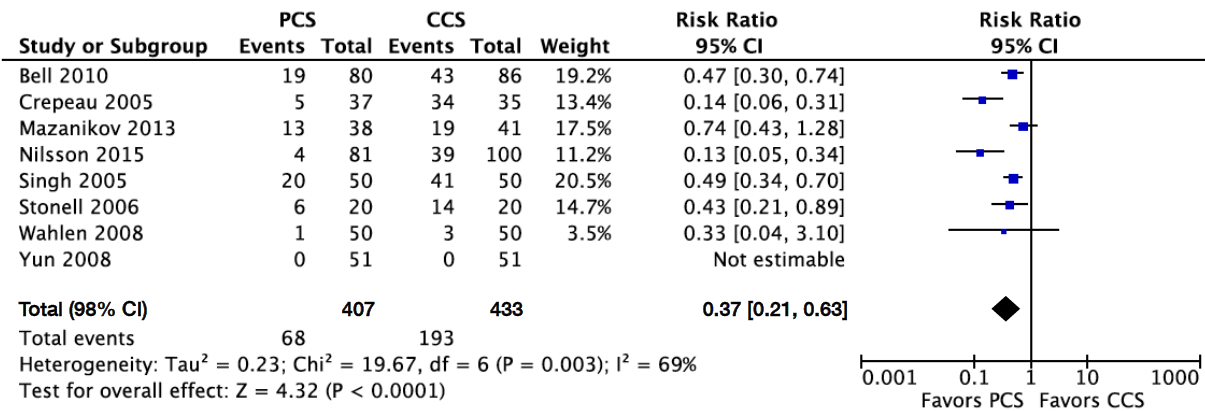 PCS CCS Risk Ratio Risk Ratio
Study or Subgroup Events Total Events Total Weight 95% CI 95% CI
Bell 2010 19 80 43 86 19.2% 0.47 [0.30, 0.74]
Crepeau 2005 5 37 34 35 13.4% 0.14 [0.06, 0.31]
Mazanikov 2013 13 38 19 41 17.5% 0.74 [0.43, 1.28]
Nilsson 2015 4 81 39 100 11.2% 0.13 [0.05, 0.34]
Singh 2005 20 50 41 50 20.5% 0.49 [0.34, 0.70]
Stonell 2006 6 20 14 20 14.7% 0.43 [0.21, 0.89]
Wahlen 2008 1 50 3 50 3.5% 0.33 [0.04, 3.10]
Yun 2008 0 51 0 51 Not estimable
Total (98% CI) 407 433 0.37 [0.21, 0.63]
Total events 68 193
Heterogeneity: Tau² = 0.23; Chi² = 19.67, df = 6 (P = 0.003); I² = 69%
Test for overall effect: Z = 4.32 (P < 0.0001)
0.001 0.1 1 10 1000
Favors PCS Favors CCS